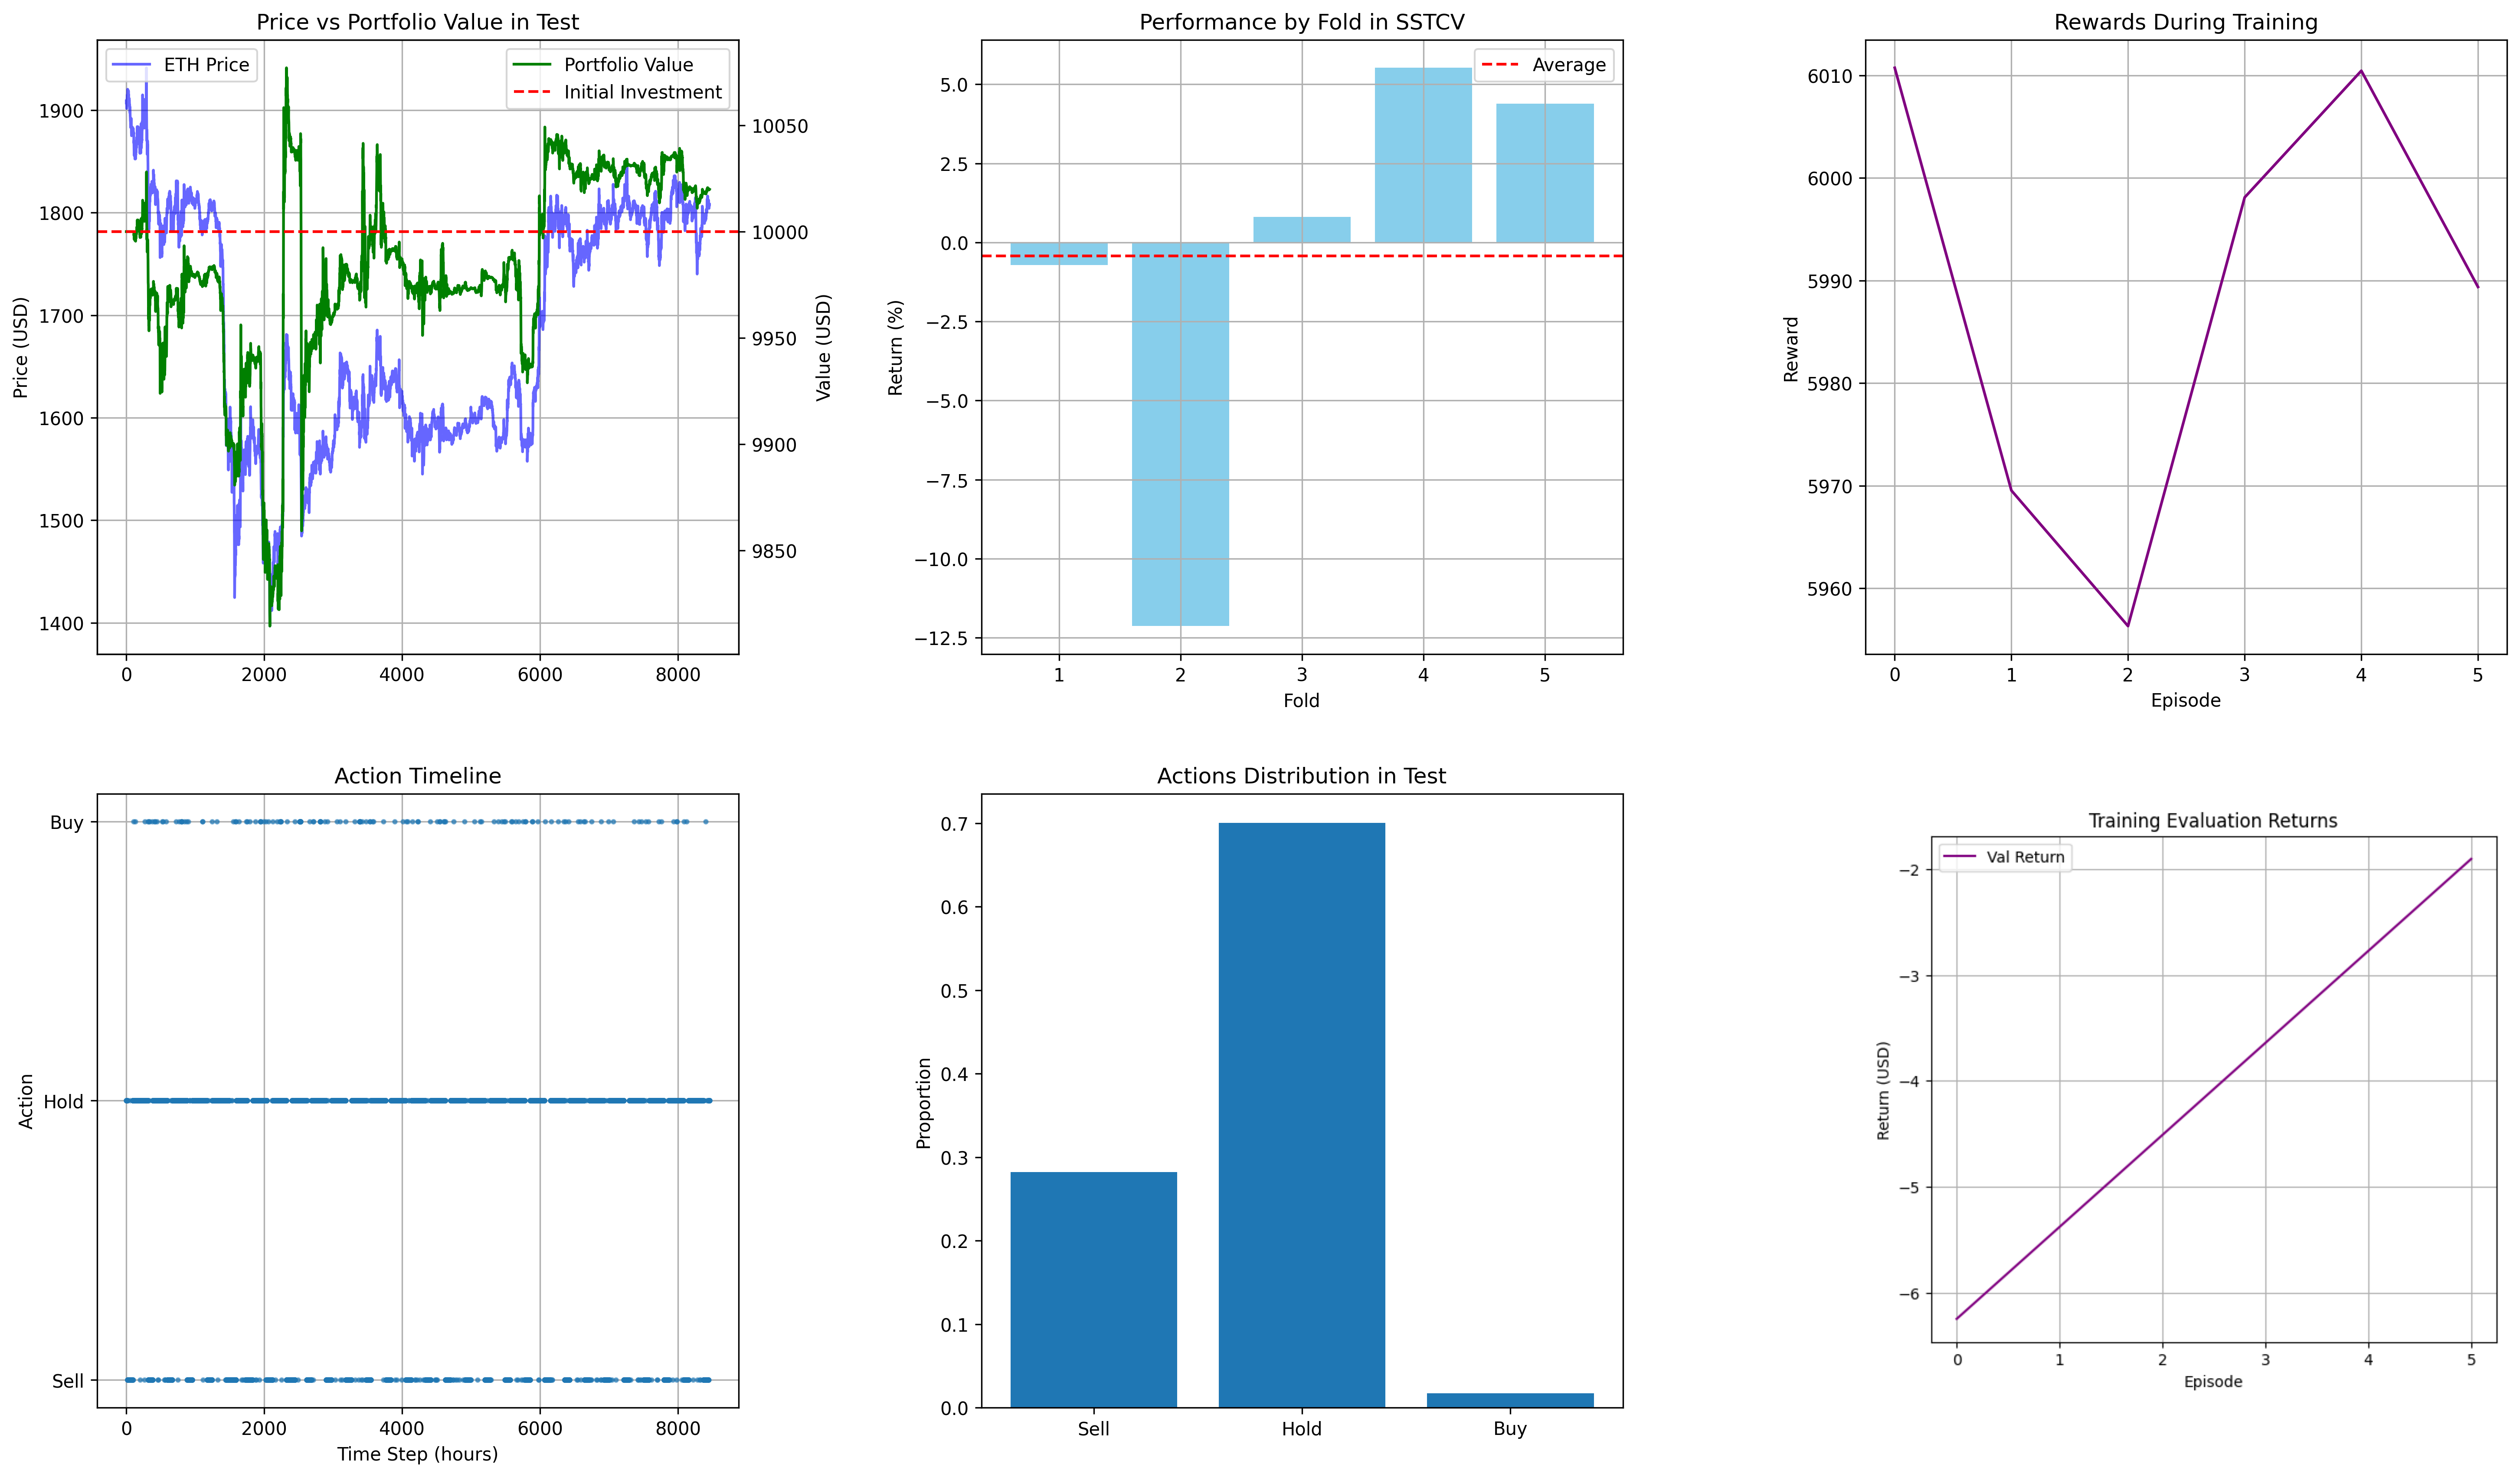 Price vs Portfolio Value in Test
ETH Price
Portfolio Value
Initial Investment
1900
1800
1700
1600
1500
1400
Price (USD)
10050
10000
9950
9900
9850
Value (USD)
0 2000 4000 6000 8000
Performance by Fold in SSTCV
Average
5.0
2.5
0.0
−2.5
−5.0
−7.5
−10.0
−12.5
Return (%)
1 2 3 4 5
Fold
Rewards During Training
6010
6000
5990
5980
5970
5960
Reward
0 1 2 3 4 5
Episode
Action Timeline
Buy
Hold
Sell
Action
0 2000 4000 6000 8000
Time Step (hours)
Actions Distribution in Test
0.7
0.6
0.5
0.4
0.3
0.2
0.1
0.0
Proportion
Sell Hold Buy
Training Evaluation Returns
Val Return
−2
−3
−4
−5
−6
Return (USD)
0 1 2 3 4 5
Episode